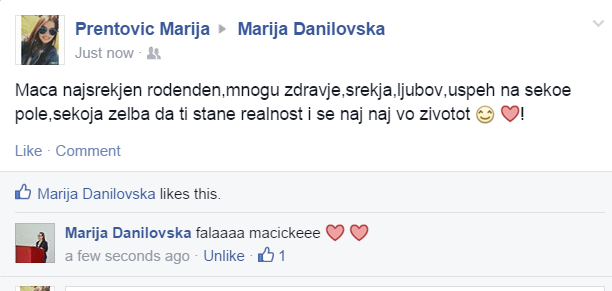 Prentovic Marija ▸ Marija Danilovska
Just now ·
Maca najsrekjen rodenden,mnogu zdravje,srekja,ljubov,uspeh na sekoe
pole,sekoja zelba da ti stane realnost i se naj naj vo zivotot 😊 ❤!
Like · Comment
Marija Danilovska likes this.
Marija Danilovska falaaaa macickeee ❤ ❤
a few seconds ago · Unlike · 1